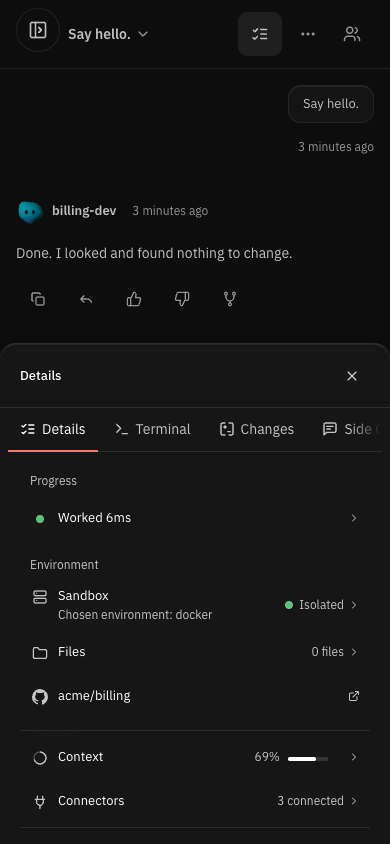 Say hello.
Say hello.
3 minutes ago
billing-dev 3 minutes ago
Done. I looked and found nothing to change.
Details
Details Terminal Changes Side
Progress
Worked 6ms
Environment
Sandbox
Chosen environment: docker
Isolated
Files 0 files
acme/billing
Context 69%
Connectors 3 connected